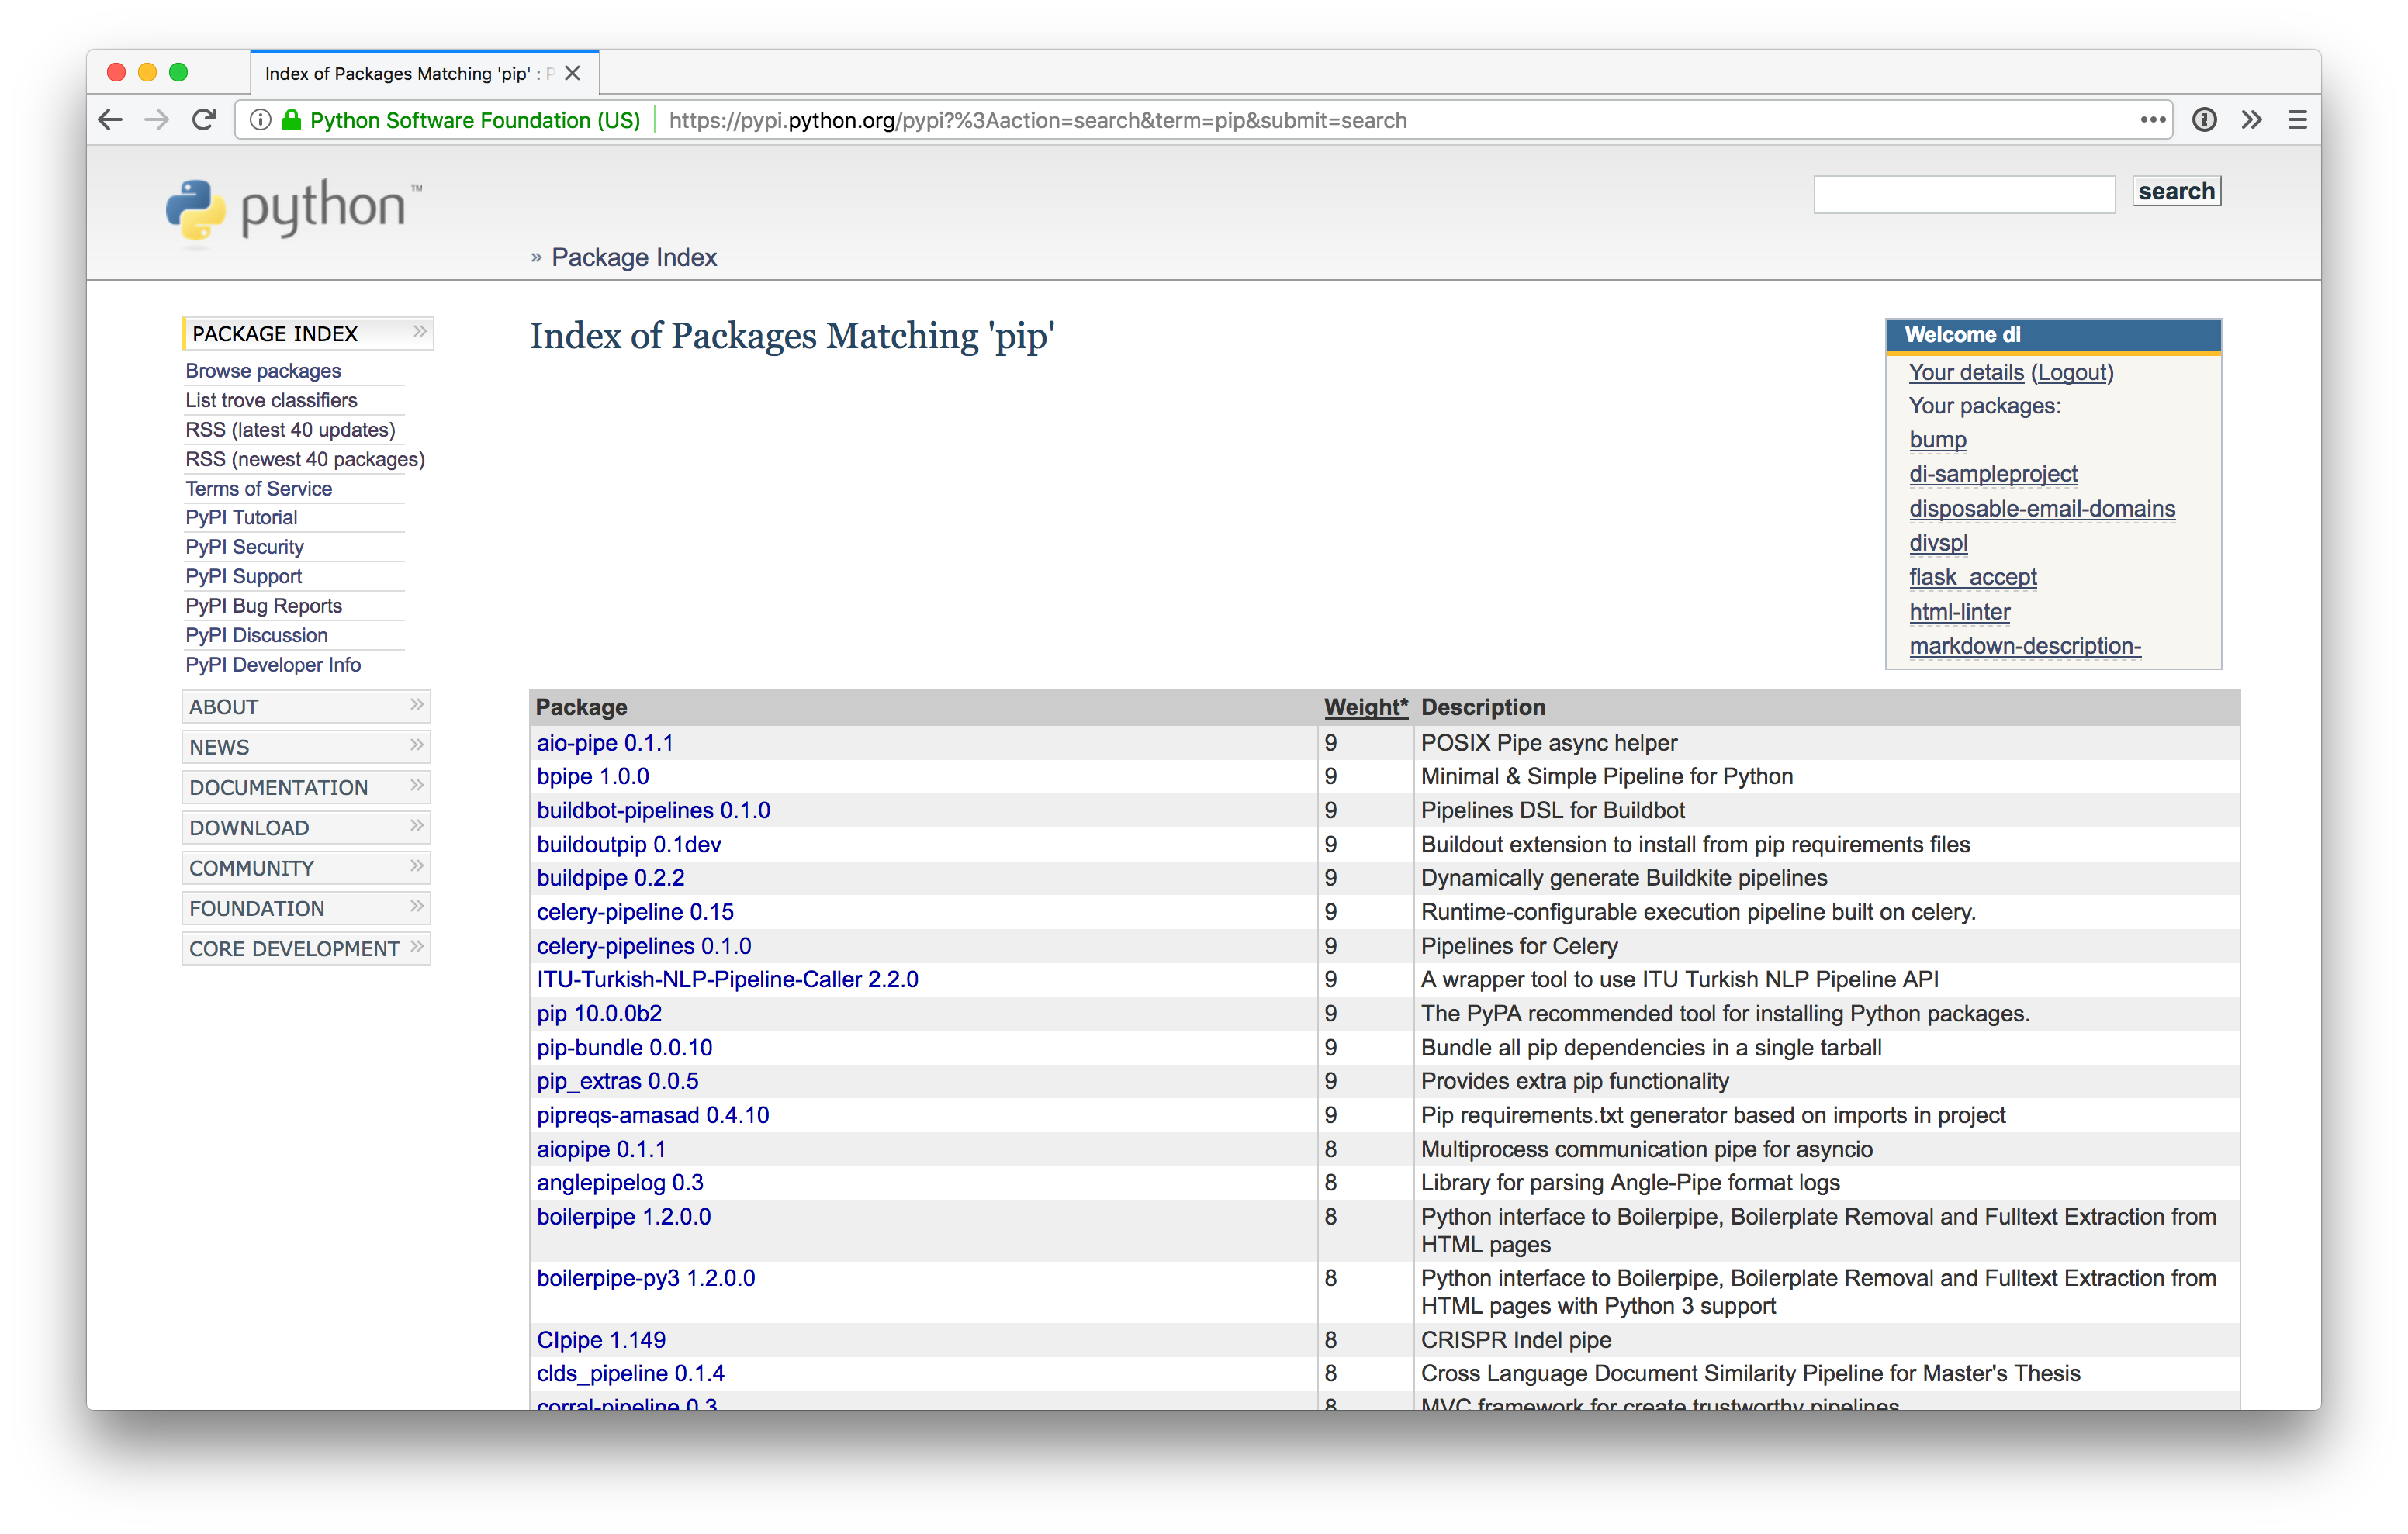 Index of Packages Matching 'pip' : P
Python Software Foundation (US) https://pypi.python.org/pypi?%3Aaction=search&term=pip&submit=search
python™
search
» Package Index
PACKAGE INDEX »
Browse packages
List trove classifiers
RSS (latest 40 updates)
RSS (newest 40 packages)
Terms of Service
PyPI Tutorial
PyPI Security
PyPI Support
PyPI Bug Reports
PyPI Discussion
PyPI Developer Info
ABOUT »
NEWS »
DOCUMENTATION »
DOWNLOAD »
COMMUNITY »
FOUNDATION »
CORE DEVELOPMENT »
Index of Packages Matching 'pip'
Welcome di
Your details (Logout)
Your packages:
bump
di-sampleproject
disposable-email-domains
divspl
flask_accept
html-linter
markdown-description-
Package Weight* Description
aio-pipe 0.1.1 9 POSIX Pipe async helper
bpipe 1.0.0 9 Minimal & Simple Pipeline for Python
buildbot-pipelines 0.1.0 9 Pipelines DSL for Buildbot
buildoutpip 0.1dev 9 Buildout extension to install from pip requirements files
buildpipe 0.2.2 9 Dynamically generate Buildkite pipelines
celery-pipeline 0.15 9 Runtime-configurable execution pipeline built on celery.
celery-pipelines 0.1.0 9 Pipelines for Celery
ITU-Turkish-NLP-Pipeline-Caller 2.2.0 9 A wrapper tool to use ITU Turkish NLP Pipeline API
pip 10.0.0b2 9 The PyPA recommended tool for installing Python packages.
pip-bundle 0.0.10 9 Bundle all pip dependencies in a single tarball
pip_extras 0.0.5 9 Provides extra pip functionality
pipreqs-amasad 0.4.10 9 Pip requirements.txt generator based on imports in project
aiopipe 0.1.1 8 Multiprocess communication pipe for asyncio
anglepipelog 0.3 8 Library for parsing Angle-Pipe format logs
boilerpipe 1.2.0.0 8 Python interface to Boilerpipe, Boilerplate Removal and Fulltext Extraction from
HTML pages
boilerpipe-py3 1.2.0.0 8 Python interface to Boilerpipe, Boilerplate Removal and Fulltext Extraction from
HTML pages with Python 3 support
CIpipe 1.149 8 CRISPR Indel pipe
clds_pipeline 0.1.4 8 Cross Language Document Similarity Pipeline for Master's Thesis
corral-pipeline 0.3 8 MVC framework for create trustworthy pipelines